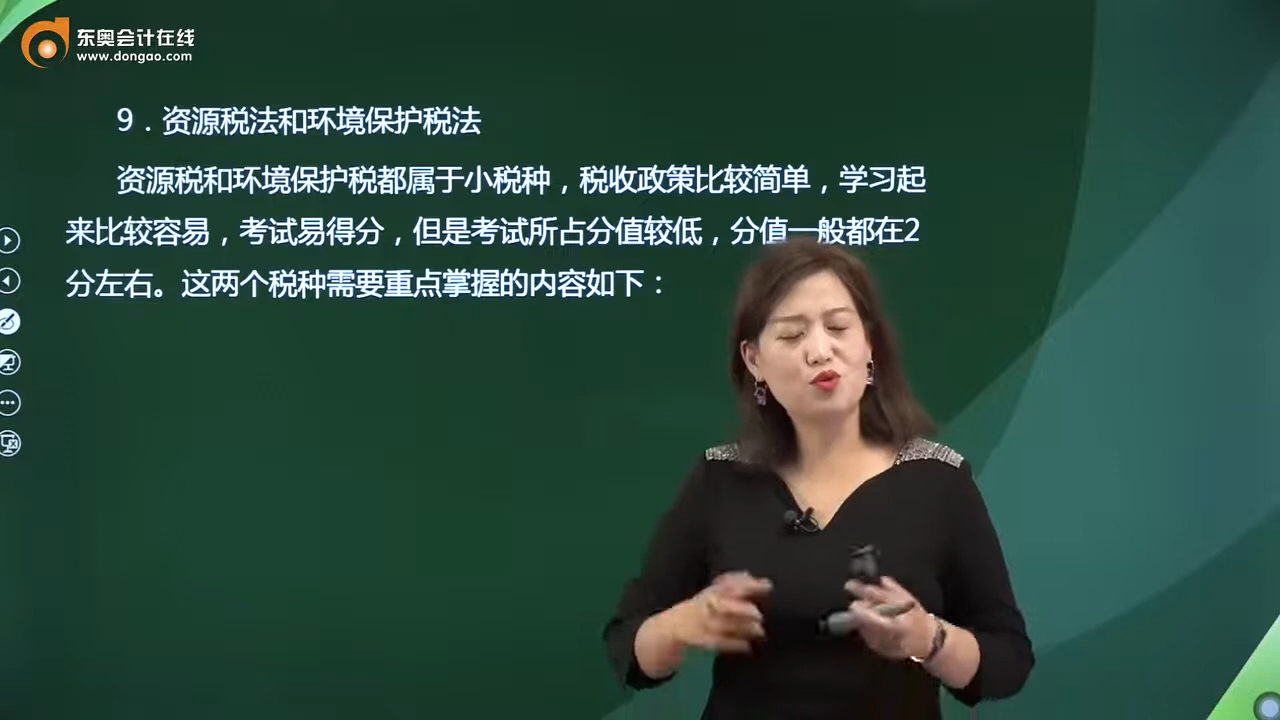 东奥会计在线
www.dongao.com
9．资源税法和环境保护税法
资源税和环境保护税都属于小税种，税收政策比较简单，学习起
来比较容易，考试易得分，但是考试所占分值较低，分值一般都在2
分左右。这两个税种需要重点掌握的内容如下：